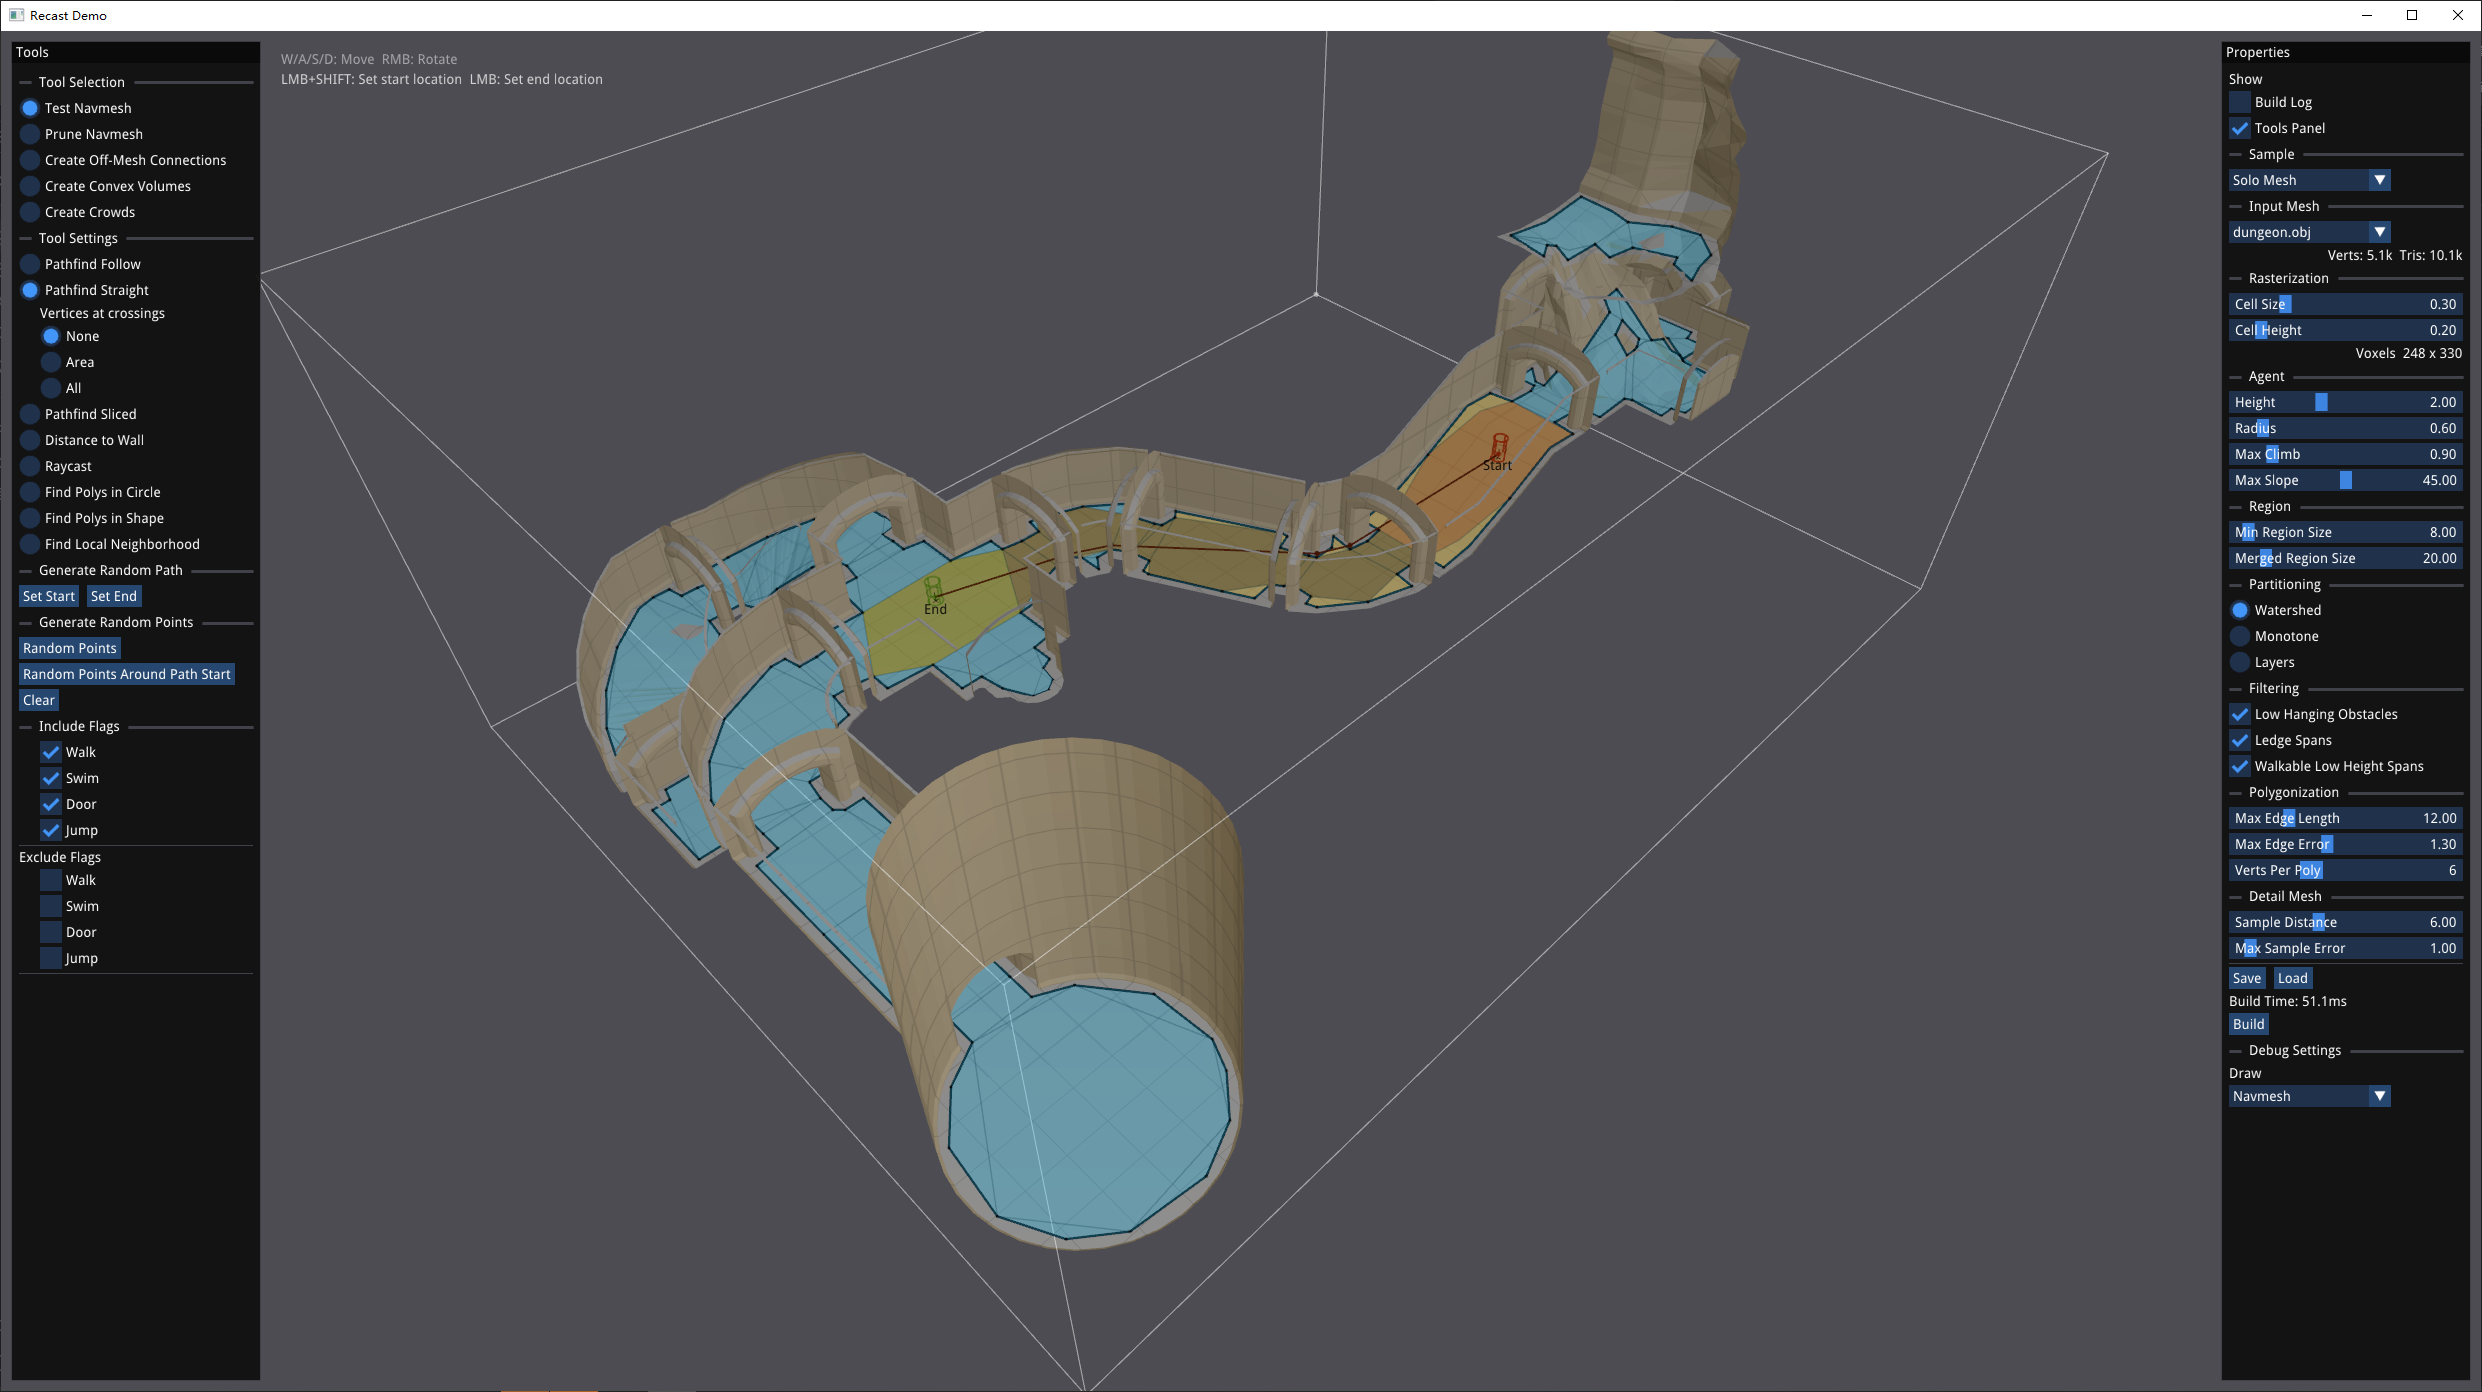 Recast Demo
Tools
Tool Selection
Test Navmesh
Prune Navmesh
Create Off-Mesh Connections
Create Convex Volumes
Create Crowds
Tool Settings
Pathfind Follow
Pathfind Straight
Vertices at crossings
None
Area
All
Pathfind Sliced
Distance to Wall
Raycast
Find Polys in Circle
Find Polys in Shape
Find Local Neighborhood
Generate Random Path
Set Start Set End
Generate Random Points
Random Points
Random Points Around Path Start
Clear
Include Flags
Walk
Swim
Door
Jump
Exclude Flags
Walk
Swim
Door
Jump
W/A/S/D: Move RMB: Rotate
LMB+SHIFT: Set start location LMB: Set end location
Start
End
Properties
Show
Build Log
Tools Panel
Sample
Solo Mesh
Input Mesh
dungeon.obj
Verts: 5.1k Tris: 10.1k
Rasterization
Cell Size 0.30
Cell Height 0.20
Voxels 248 x 330
Agent
Height 2.00
Radius 0.60
Max Climb 0.90
Max Slope 45.00
Region
Min Region Size 8.00
Merged Region Size 20.00
Partitioning
Watershed
Monotone
Layers
Filtering
Low Hanging Obstacles
Ledge Spans
Walkable Low Height Spans
Polygonization
Max Edge Length 12.00
Max Edge Error 1.30
Verts Per Poly 6
Detail Mesh
Sample Distance 6.00
Max Sample Error 1.00
Save Load
Build Time: 51.1ms
Build
Debug Settings
Draw
Navmesh